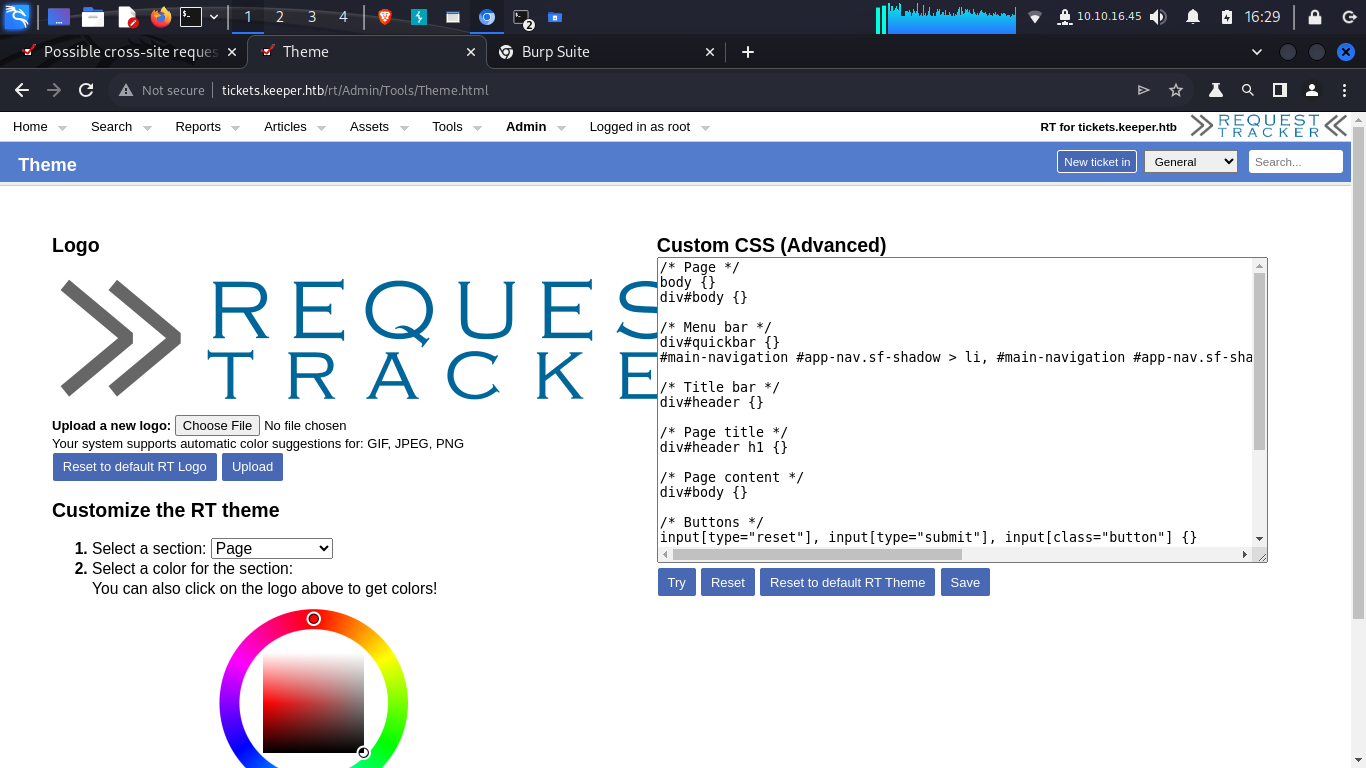 1 2 3 4 2 10.10.16.45 16:29
Possible cross-site reques
Theme
Burp Suite
Not secure tickets.keeper.htb/rt/Admin/Tools/Theme.html
Home Search Reports Articles Assets Tools Admin Logged in as root RT for tickets.keeper.htb REQUEST TRACKER
Theme New ticket in General Search...
Logo
REQUES
TRACKE
Upload a new logo: Choose File No file chosen
Your system supports automatic color suggestions for: GIF, JPEG, PNG
Reset to default RT Logo Upload
Customize the RT theme
1. Select a section: Page
2. Select a color for the section:
You can also click on the logo above to get colors!
Custom CSS (Advanced)
/* Page */
body {}
div#body {}
/* Menu bar */
div#quickbar {}
#main-navigation #app-nav.sf-shadow > li, #main-navigation #app-nav.sf-sha
/* Title bar */
div#header {}
/* Page title */
div#header h1 {}
/* Page content */
div#body {}
/* Buttons */
input[type="reset"], input[type="submit"], input[class="button"] {}
Try Reset Reset to default RT Theme Save